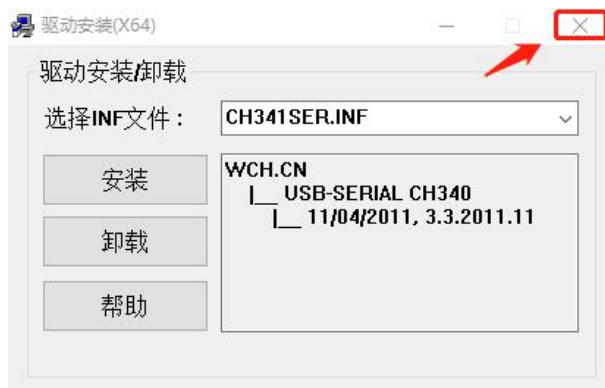 驱动安装(X64)
驱动安装/卸载
选择INF文件： CH341SER.INF
安装
卸载
帮助
WCH.CN
|__ USB-SERIAL CH340
|__ 11/04/2011, 3.3.2011.11